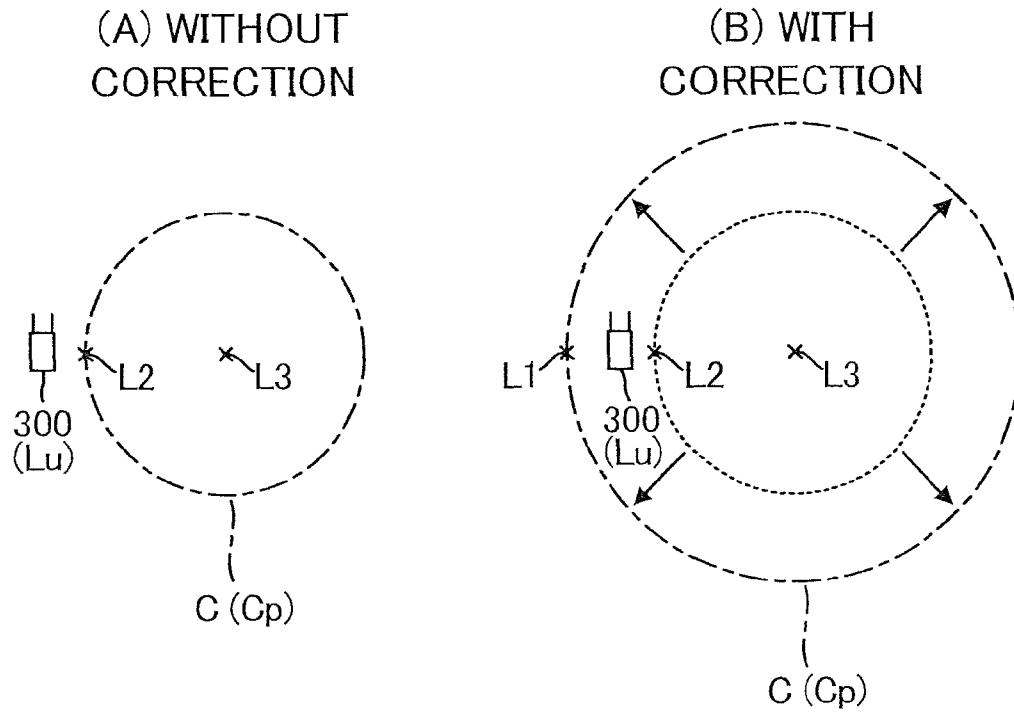 (A) WITHOUT
CORRECTION
L2
L3
300
(Lu)
C (Cp)
(B) WITH
CORRECTION
L1
L2
L3
300
(Lu)
C (Cp)